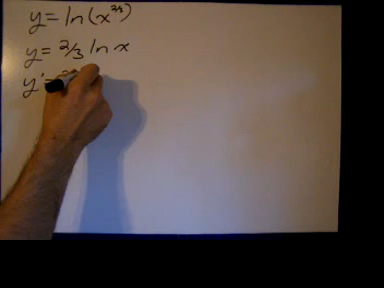 y = ln(x^2/3)
y = 2/3 ln x
y' =